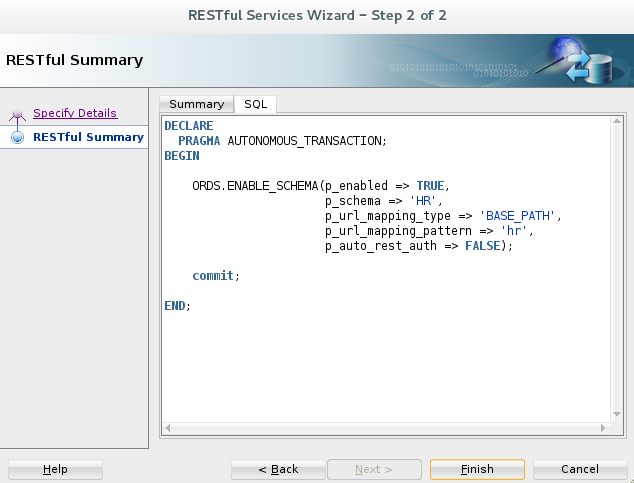 RESTful Services Wizard – Step 2 of 2
RESTful Summary
Specify Details
RESTful Summary
Summary
SQL
DECLARE
  PRAGMA AUTONOMOUS_TRANSACTION;
BEGIN
    ORDS.ENABLE_SCHEMA(p_enabled => TRUE,
                       p_schema => 'HR',
                       p_url_mapping_type => 'BASE_PATH',
                       p_url_mapping_pattern => 'hr',
                       p_auto_rest_auth => FALSE);
    commit;
END;
Help
< Back
Next >
Finish
Cancel